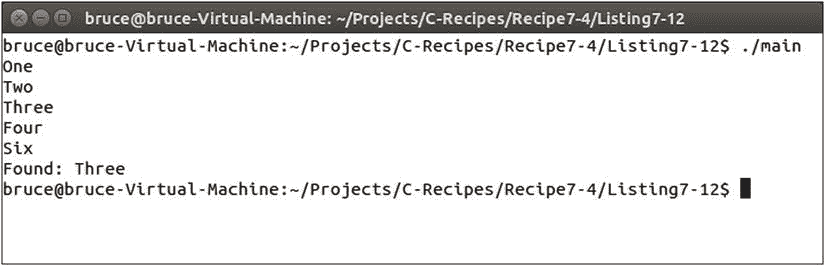 bruce@bruce-Virtual-Machine: ~/Projects/C-Recipes/Recipe7-4/Listing7-12
bruce@bruce-Virtual-Machine:~/Projects/C-Recipes/Recipe7-4/Listing7-12$ ./main
One
Two
Three
Four
Six
Found: Three
bruce@bruce-Virtual-Machine:~/Projects/C-Recipes/Recipe7-4/Listing7-12$